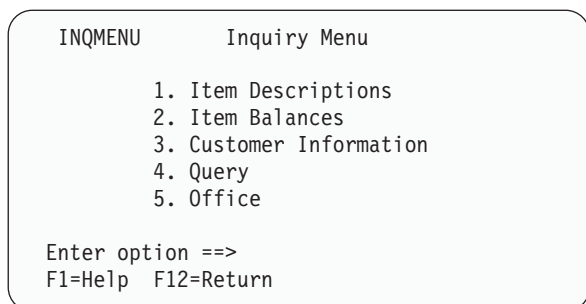 INQMENU Inquiry Menu
1. Item Descriptions
2. Item Balances
3. Customer Information
4. Query
5. Office
Enter option ==>
F1=Help F12=Return